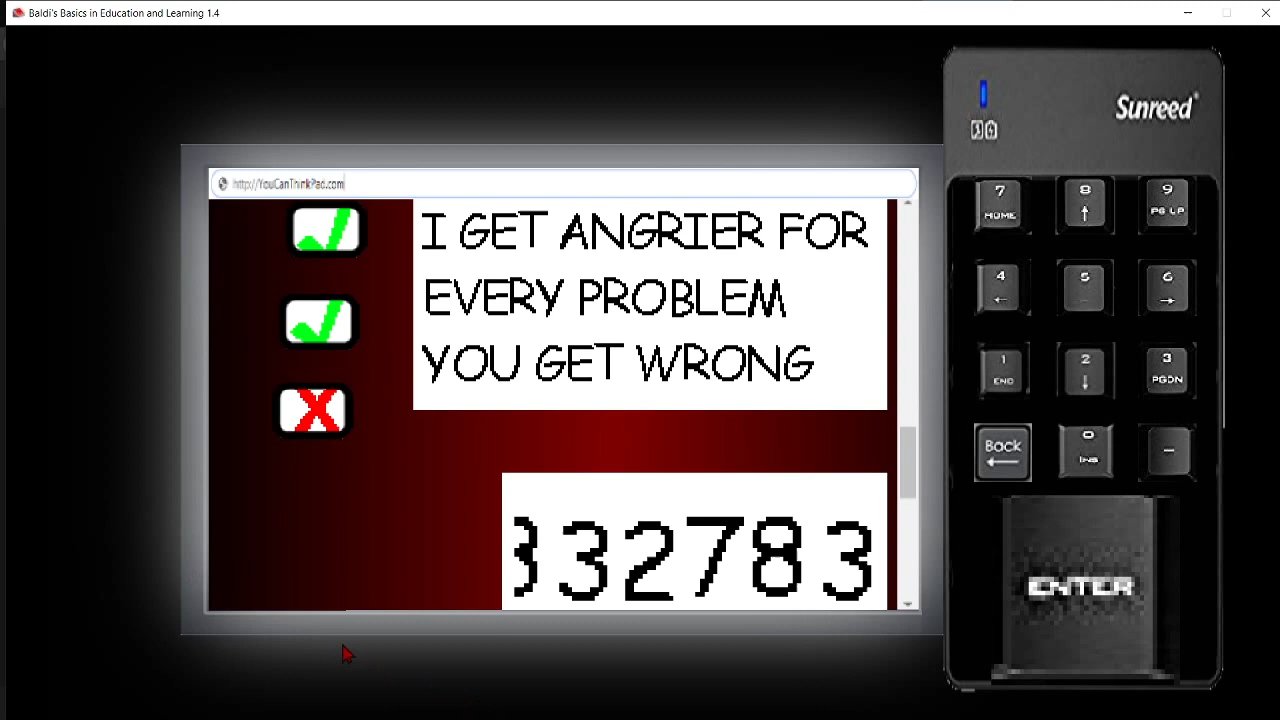 Baldi's Basics in Education and Learning 1.4
http://YouCanThinkPad.com
I GET ANGRIER FOR
EVERY PROBLEM
YOU GET WRONG
332783
Sunreed
7 HOME
8 ↑
9 PG UP
4 ←
5
6 →
1 END
2 ↓
3 PGDN
Back ←
0 INS
-
ENTER